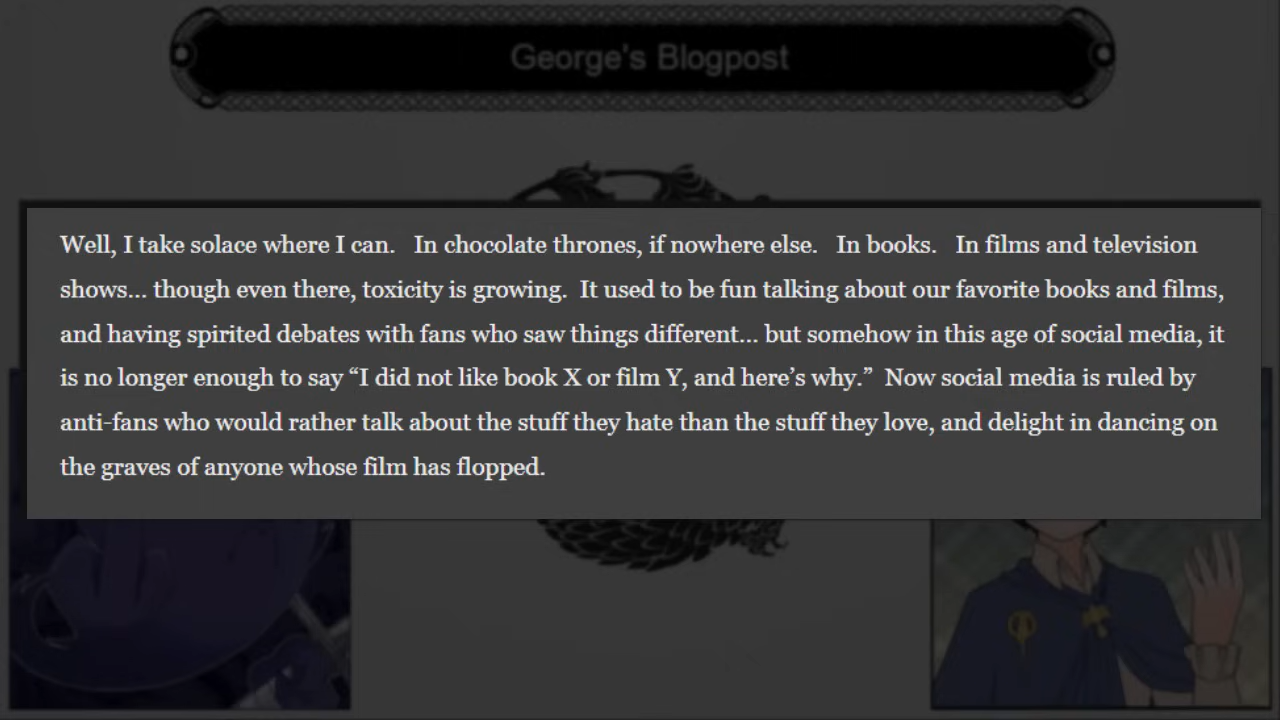 George's Blogpost
Well, I take solace where I can.   In chocolate thrones, if nowhere else.   In books.   In films and television
shows... though even there, toxicity is growing.  It used to be fun talking about our favorite books and films,
and having spirited debates with fans who saw things different... but somehow in this age of social media, it
is no longer enough to say “I did not like book X or film Y, and here’s why.”  Now social media is ruled by
anti-fans who would rather talk about the stuff they hate than the stuff they love, and delight in dancing on
the graves of anyone whose film has flopped.